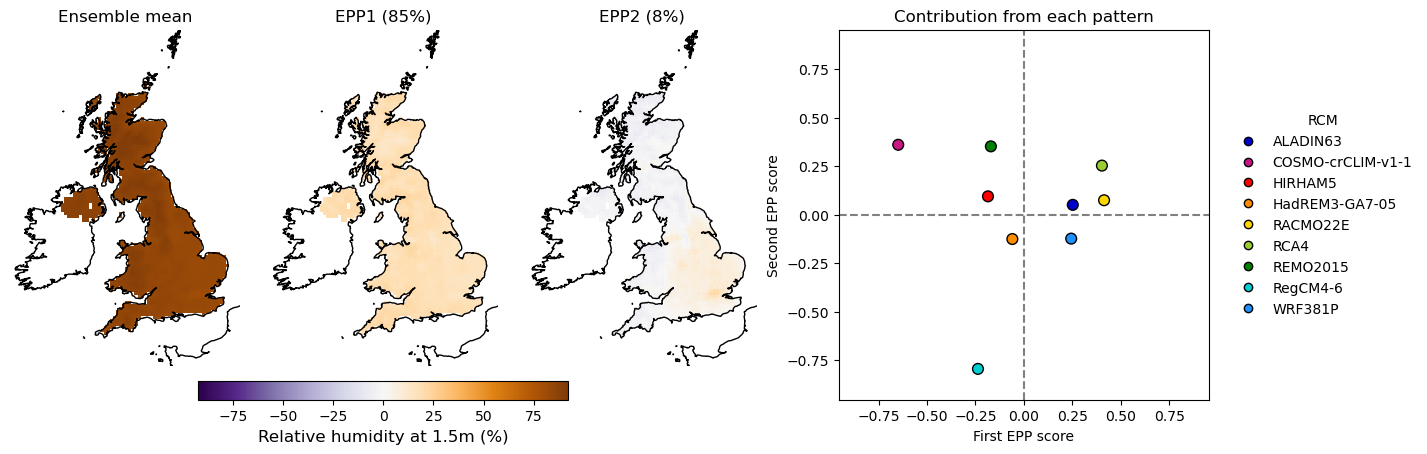 Ensemble mean
EPP1 (85%)
EPP2 (8%)
Contribution from each pattern
−75
−50
−25
0
25
50
75
Relative humidity at 1.5m (%)
Second EPP score
0.75
0.50
0.25
0.00
−0.25
−0.50
−0.75
−0.75
−0.50
−0.25
0.00
0.25
0.50
0.75
First EPP score
RCM
ALADIN63
COSMO-crCLIM-v1-1
HIRHAM5
HadREM3-GA7-05
RACMO22E
RCA4
REMO2015
RegCM4-6
WRF381P